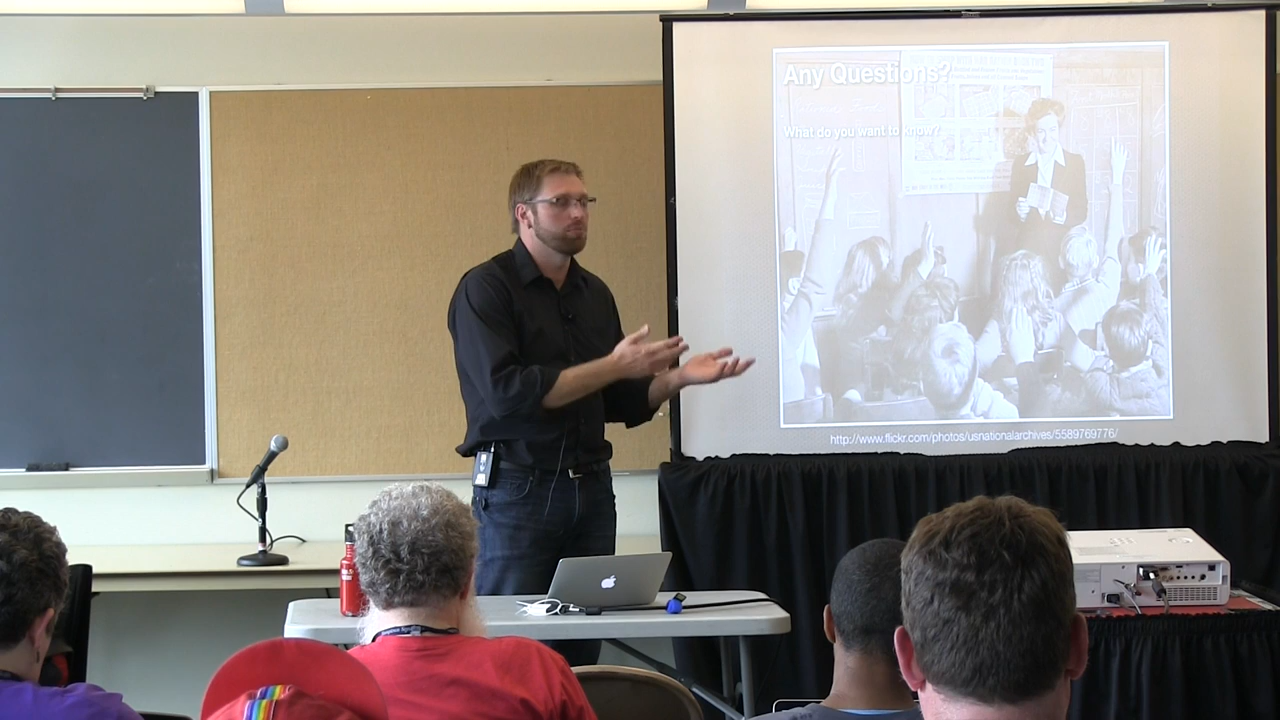 Any Questions?
What do you want to know?
http://www.flickr.com/photos/usnationalarchives/5589769776/